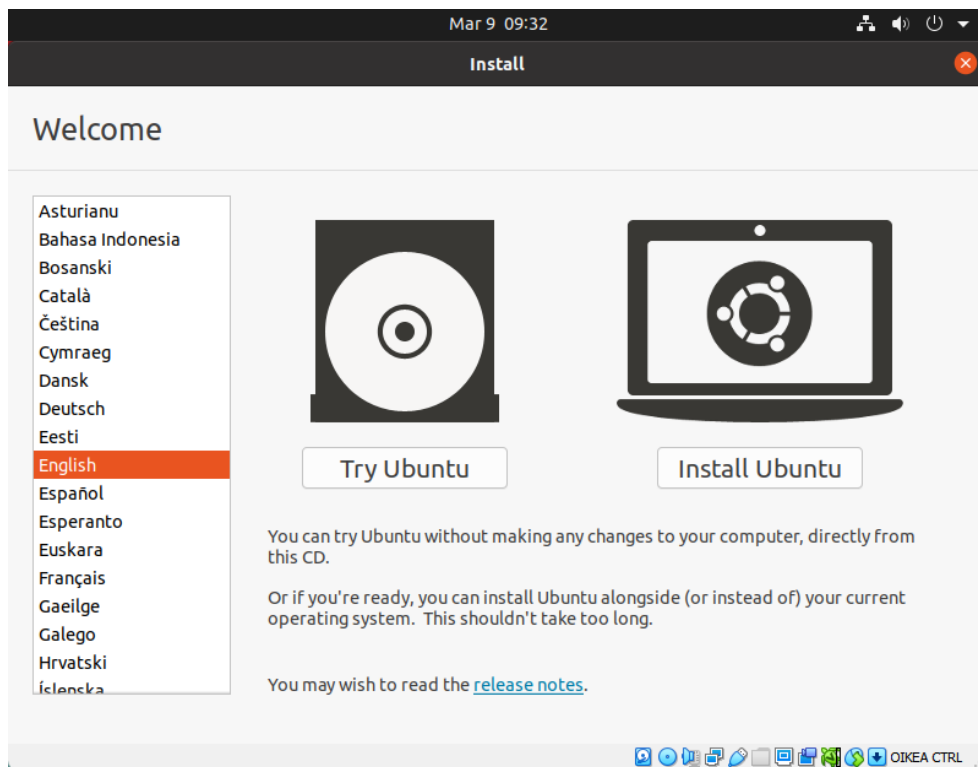 Mar 9 09:32
Install
Welcome
Asturianu
Bahasa Indonesia
Bosanski
Català
Čeština
Cymraeg
Dansk
Deutsch
Eesti
English
Español
Esperanto
Euskara
Français
Gaeilge
Galego
Hrvatski
Íslenska
Try Ubuntu
Install Ubuntu
You can try Ubuntu without making any changes to your computer, directly from
this CD.
Or if you're ready, you can install Ubuntu alongside (or instead of) your current
operating system. This shouldn't take too long.
You may wish to read the release notes.
OIKEA CTRL